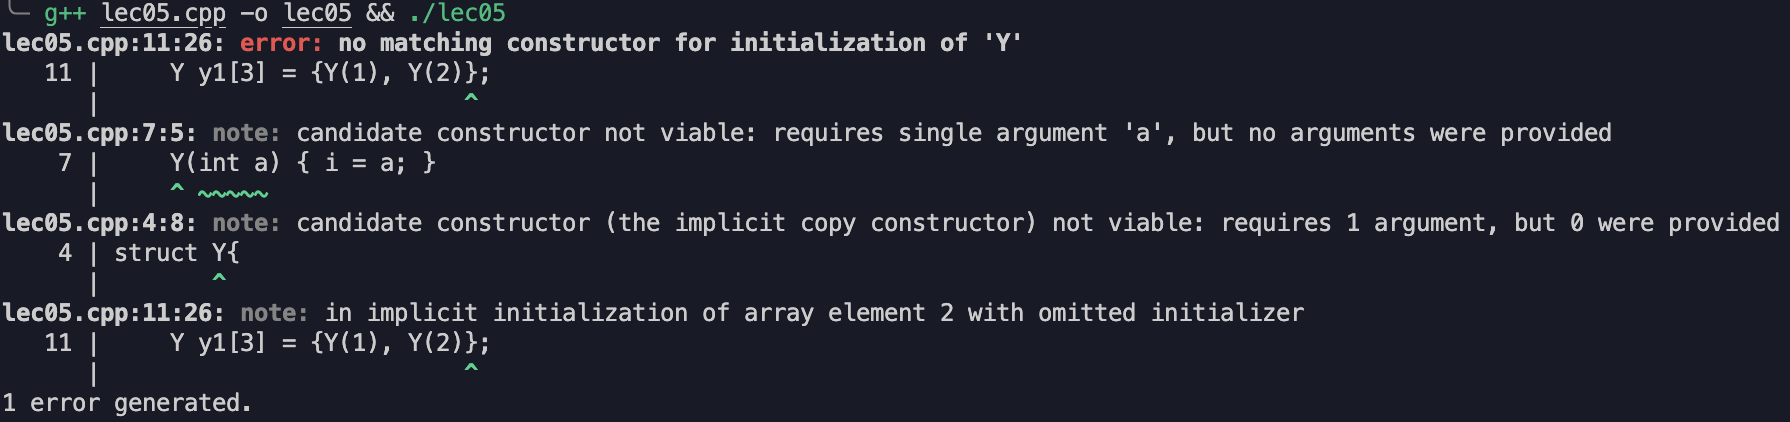 ╰─ g++ lec05.cpp -o lec05 && ./lec05
lec05.cpp:11:26: error: no matching constructor for initialization of 'Y'
   11 |     Y y1[3] = {Y(1), Y(2)};
      |                          ^
lec05.cpp:7:5: note: candidate constructor not viable: requires single argument 'a', but no arguments were provided
    7 |     Y(int a) { i = a; }
      |     ^ ~~~~~
lec05.cpp:4:8: note: candidate constructor (the implicit copy constructor) not viable: requires 1 argument, but 0 were provided
    4 | struct Y{
      |        ^
lec05.cpp:11:26: note: in implicit initialization of array element 2 with omitted initializer
   11 |     Y y1[3] = {Y(1), Y(2)};
      |                          ^
1 error generated.